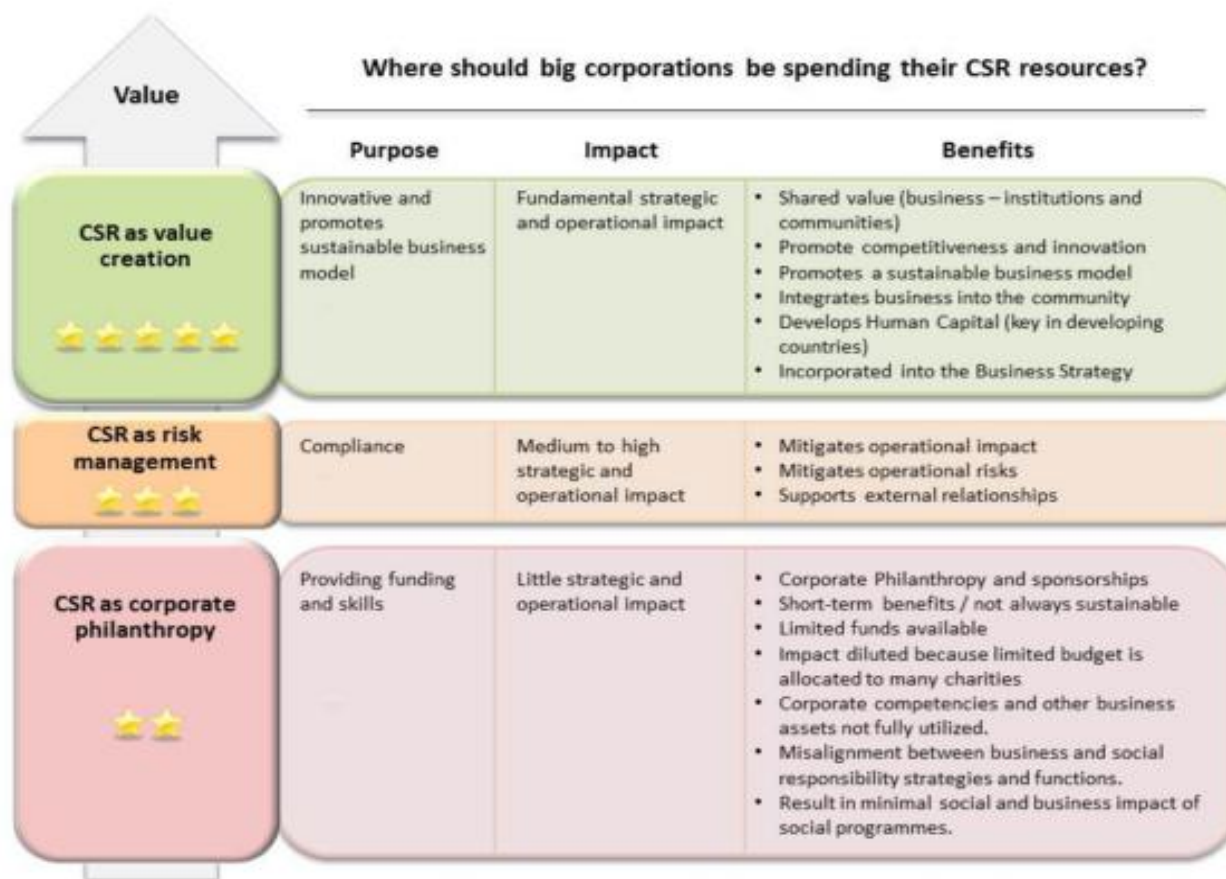 Where should big corporations be spending their CSR resources?
Value
Purpose
Impact
Benefits
CSR as value
creation
Innovative and
promotes
sustainable business
model
Fundamental strategic
and operational impact
• Shared value (business – institutions and
communities)
• Promote competitiveness and innovation
• Promotes a sustainable business model
• Integrates business into the community
• Develops Human Capital (key in developing
countries)
• Incorporated into the Business Strategy
CSR as risk
management
Compliance
Medium to high
strategic and
operational impact
• Mitigates operational impact
• Mitigates operational risks
• Supports external relationships
CSR as corporate
philanthropy
Providing funding
and skills
Little strategic and
operational impact
• Corporate Philanthropy and sponsorships
• Short-term benefits / not always sustainable
• Limited funds available
• Impact diluted because limited budget is
allocated to many charities
• Corporate competencies and other business
assets not fully utilized.
• Misalignment between business and social
responsibility strategies and functions.
• Result in minimal social and business impact of
social programmes.